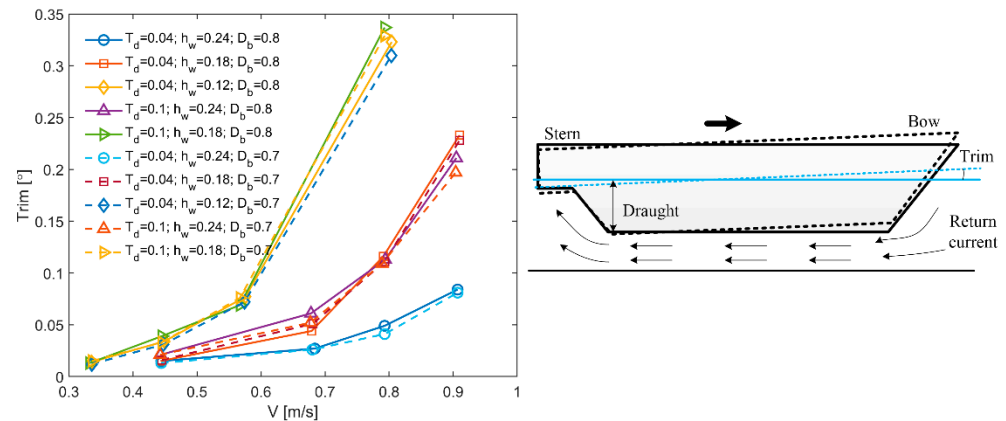 0.35
0.3
0.25
0.2
0.15
0.1
0.05
0
Trim [°]
T_d=0.04; h_w=0.24; D_b=0.8
T_d=0.04; h_w=0.18; D_b=0.8
T_d=0.04; h_w=0.12; D_b=0.8
T_d=0.1; h_w=0.24; D_b=0.8
T_d=0.1; h_w=0.18; D_b=0.8
T_d=0.04; h_w=0.24; D_b=0.7
T_d=0.04; h_w=0.18; D_b=0.7
T_d=0.04; h_w=0.12; D_b=0.7
T_d=0.1; h_w=0.24; D_b=0.7
T_d=0.1; h_w=0.18; D_b=0.7
0.3 0.4 0.5 0.6 0.7 0.8 0.9 1
V [m/s]
Stern
Bow
Trim
Draught
Return
current